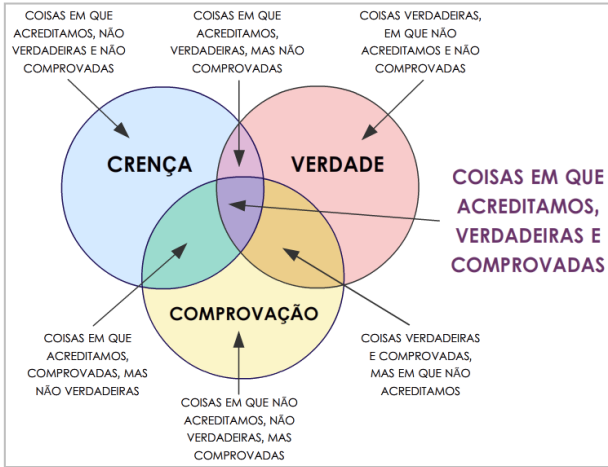 COISAS EM QUE
ACREDITAMOS, NÃO
VERDADEIRAS E NÃO
COMPROVADAS
COISAS EM QUE
ACREDITAMOS,
VERDADEIRAS, MAS NÃO
COMPROVADAS
COISAS VERDADEIRAS,
EM QUE NÃO
ACREDITAMOS E NÃO
COMPROVADAS
CRENÇA
VERDADE
COISAS EM QUE
ACREDITAMOS,
VERDADEIRAS E
COMPROVADAS
COMPROVAÇÃO
COISAS EM QUE
ACREDITAMOS,
COMPROVADAS, MAS
NÃO VERDADEIRAS
COISAS EM QUE NÃO
ACREDITAMOS, NÃO
VERDADEIRAS, MAS
COMPROVADAS
COISAS VERDADEIRAS
E COMPROVADAS,
MAS EM QUE NÃO
ACREDITAMOS